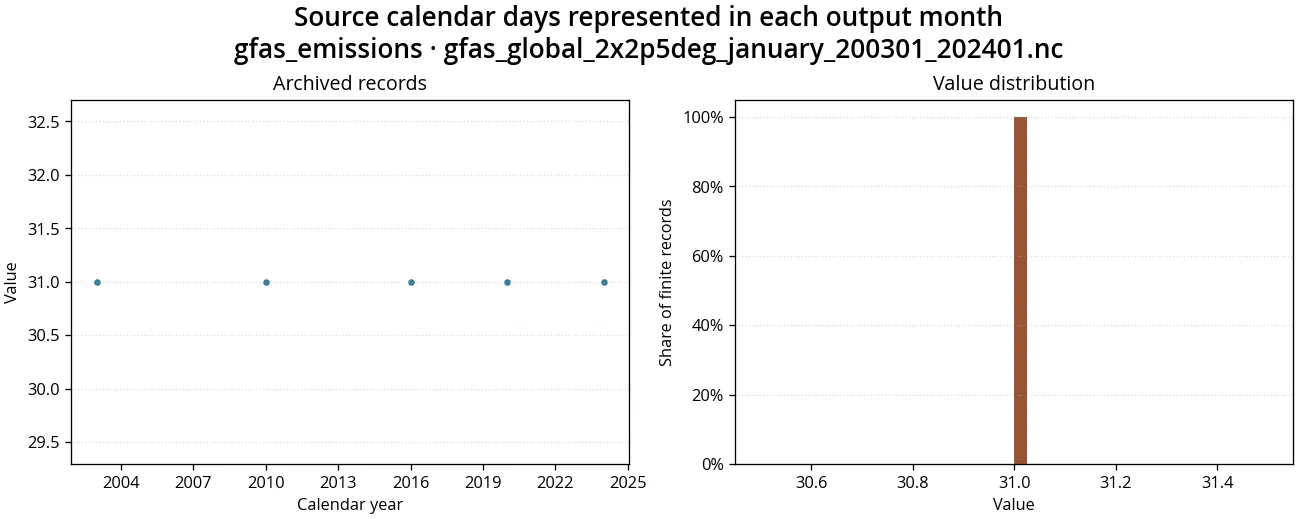 Source calendar days represented in each output month
gfas_emissions · gfas_global_2x2p5deg_january_200301_202401.nc
Archived records
Value
32.5
32.0
31.5
31.0
30.5
30.0
29.5
2004 2007 2010 2013 2016 2019 2022 2025
Calendar year
Value distribution
Share of finite records
100%
80%
60%
40%
20%
0%
30.6 30.8 31.0 31.2 31.4
Value